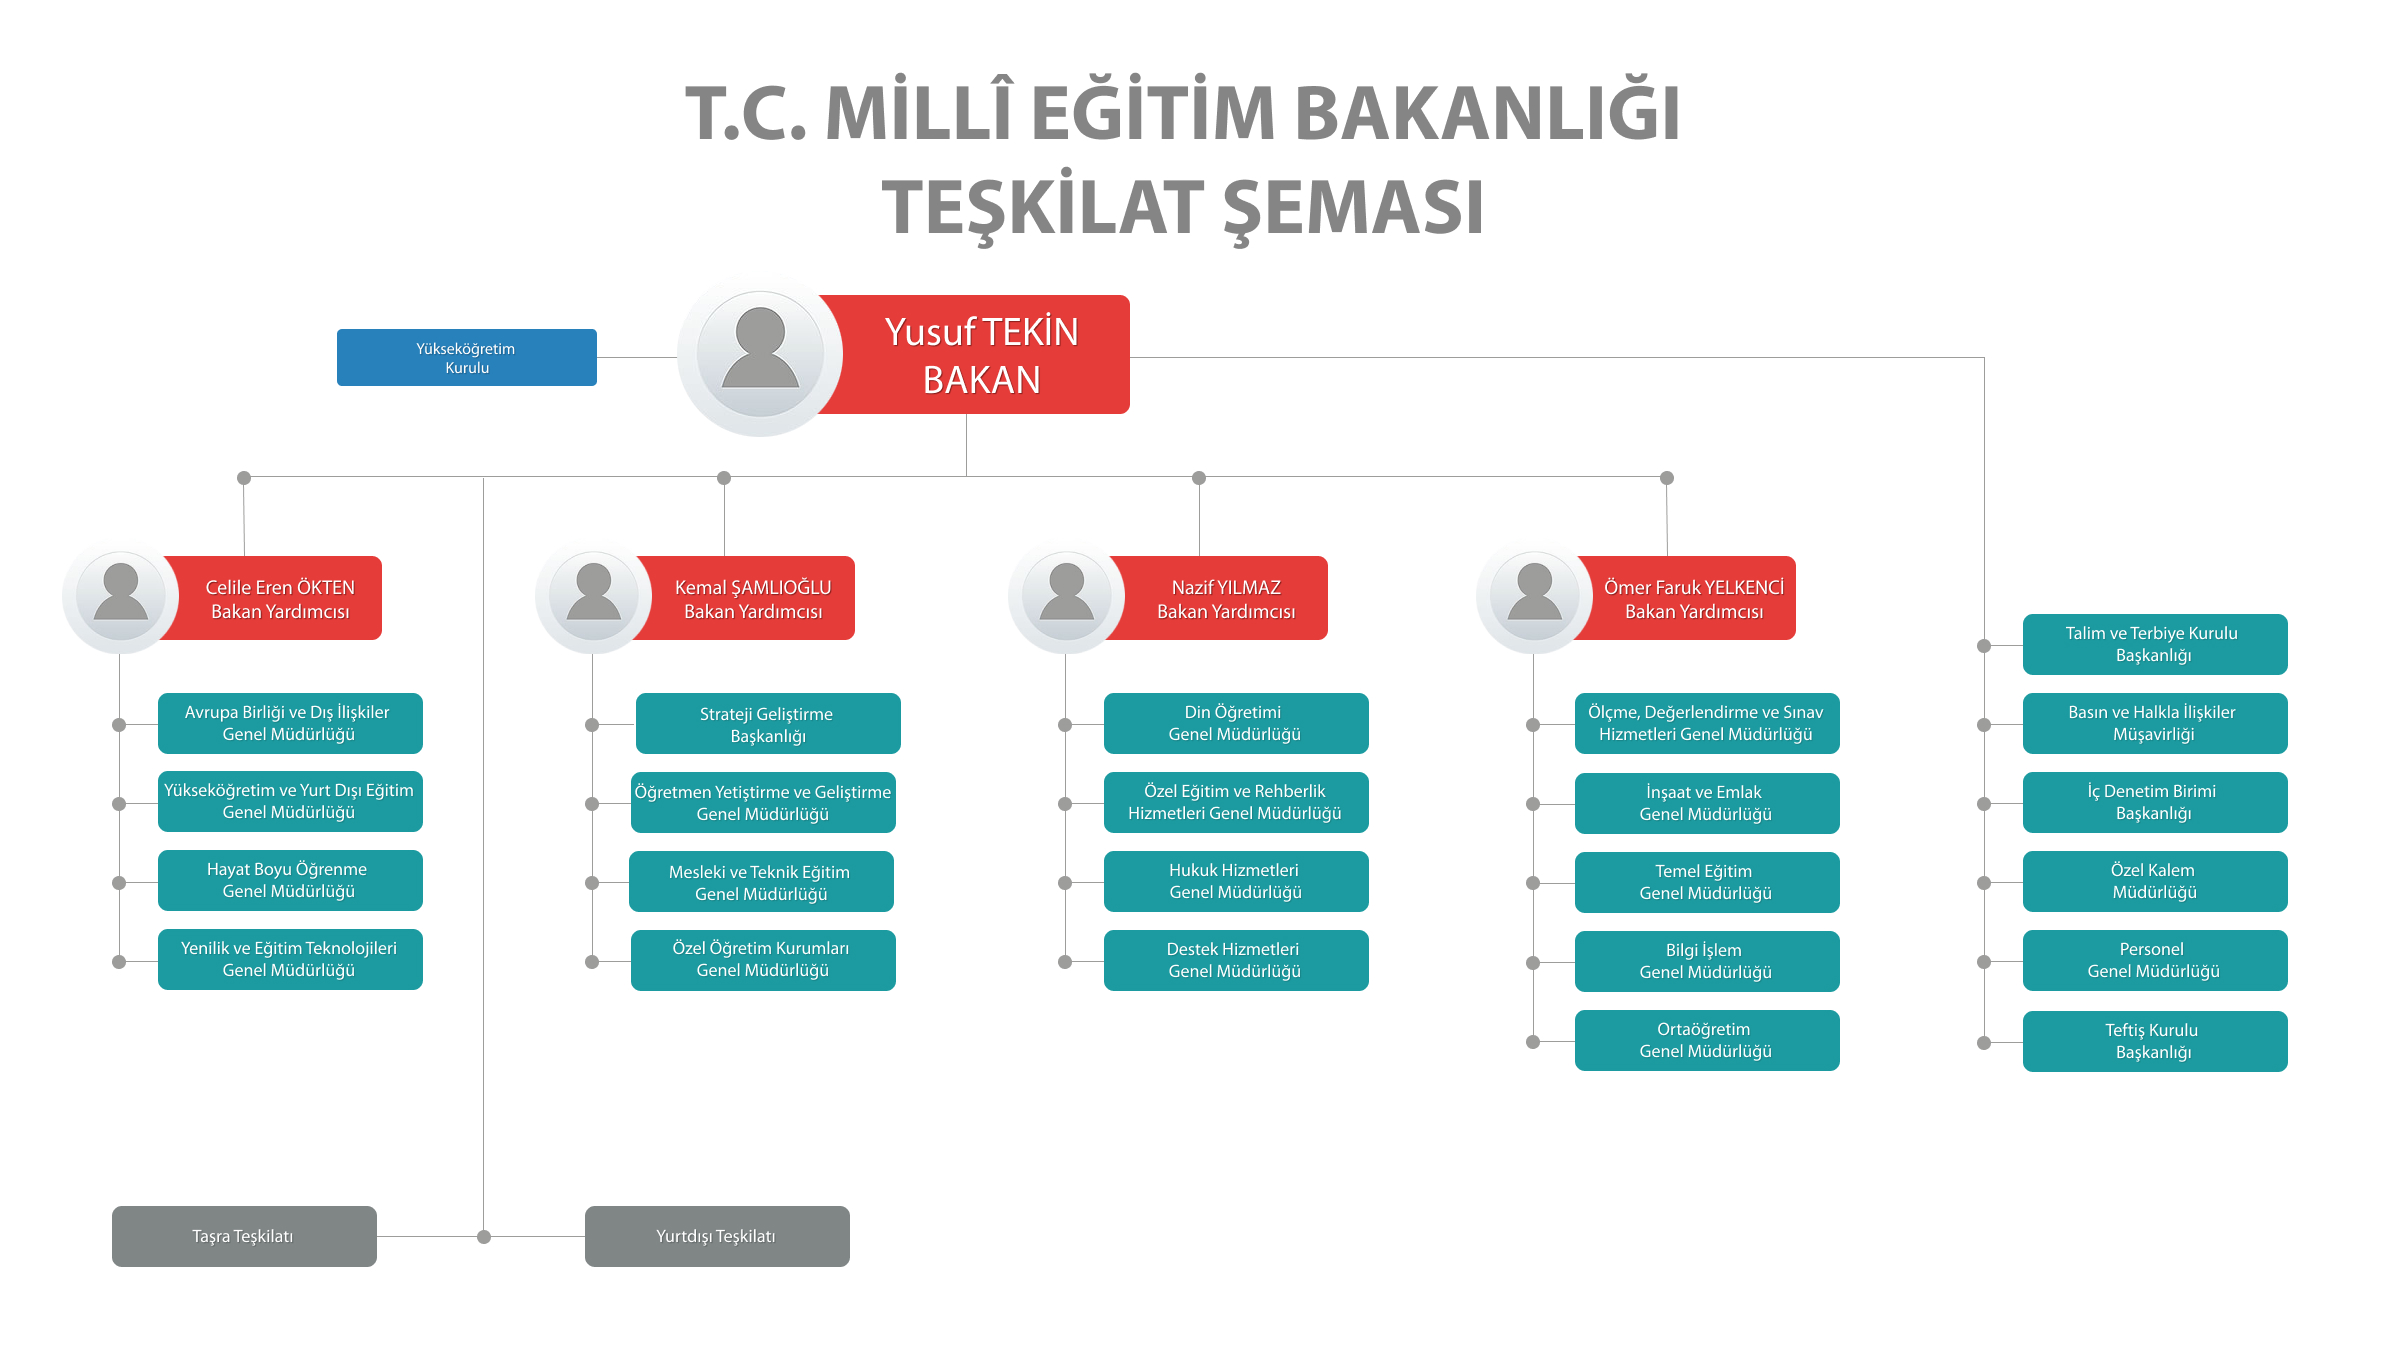 T.C. MİLLÎ EĞİTİM BAKANLIĞI
TEŞKİLAT ŞEMASI
Yükseköğretim
Kurulu
Yusuf TEKİN
BAKAN
Celile Eren ÖKTEN
Bakan Yardımcısı
Avrupa Birliği ve Dış İlişkiler
Genel Müdürlüğü
Yükseköğretim ve Yurt Dışı Eğitim
Genel Müdürlüğü
Hayat Boyu Öğrenme
Genel Müdürlüğü
Yenilik ve Eğitim Teknolojileri
Genel Müdürlüğü
Kemal ŞAMLIOĞLU
Bakan Yardımcısı
Strateji Geliştirme
Başkanlığı
Öğretmen Yetiştirme ve Geliştirme
Genel Müdürlüğü
Mesleki ve Teknik Eğitim
Genel Müdürlüğü
Özel Öğretim Kurumları
Genel Müdürlüğü
Nazif YILMAZ
Bakan Yardımcısı
Din Öğretimi
Genel Müdürlüğü
Özel Eğitim ve Rehberlik
Hizmetleri Genel Müdürlüğü
Hukuk Hizmetleri
Genel Müdürlüğü
Destek Hizmetleri
Genel Müdürlüğü
Ömer Faruk YELKENCİ
Bakan Yardımcısı
Ölçme, Değerlendirme ve Sınav
Hizmetleri Genel Müdürlüğü
İnşaat ve Emlak
Genel Müdürlüğü
Temel Eğitim
Genel Müdürlüğü
Bilgi İşlem
Genel Müdürlüğü
Ortaöğretim
Genel Müdürlüğü
Talim ve Terbiye Kurulu
Başkanlığı
Basın ve Halkla İlişkiler
Müşavirliği
İç Denetim Birimi
Başkanlığı
Özel Kalem
Müdürlüğü
Personel
Genel Müdürlüğü
Teftiş Kurulu
Başkanlığı
Taşra Teşkilatı
Yurtdışı Teşkilatı